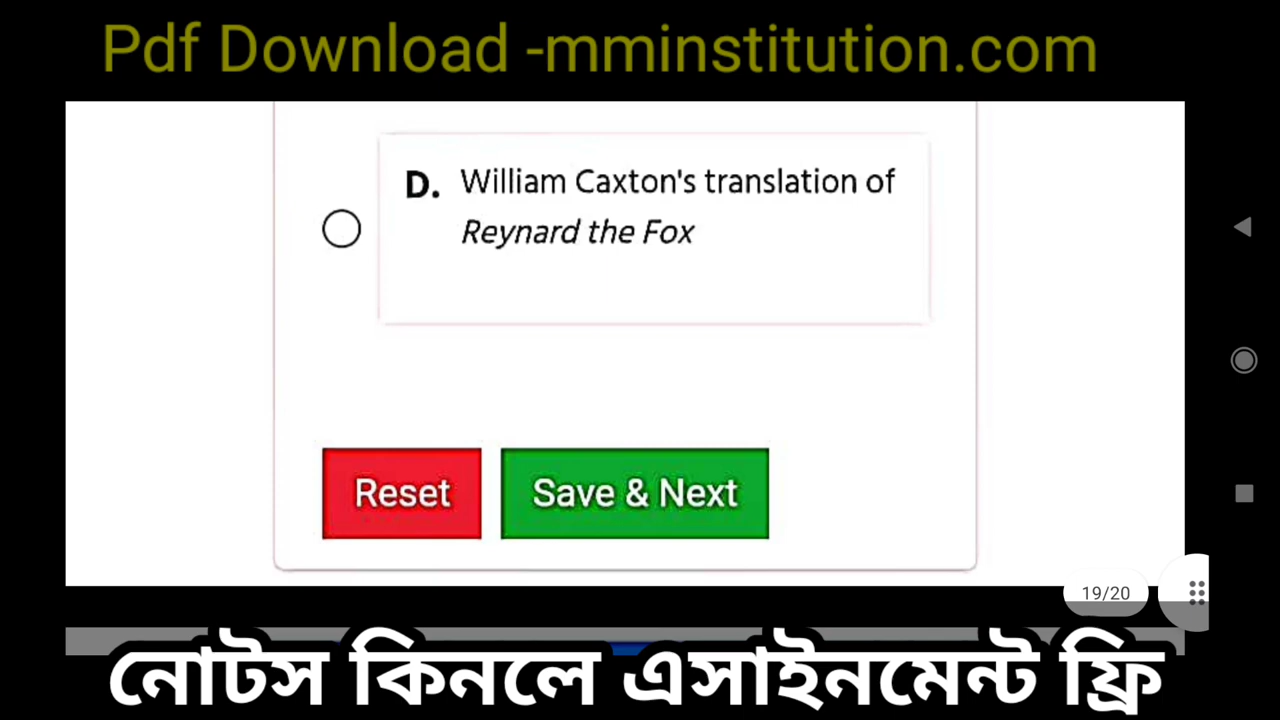 Pdf Download -mminstitution.com
D. William Caxton's translation of
Reynard the Fox
Reset Save & Next
19/20
নোটস কিনলে এসাইনমেন্ট ফ্রি